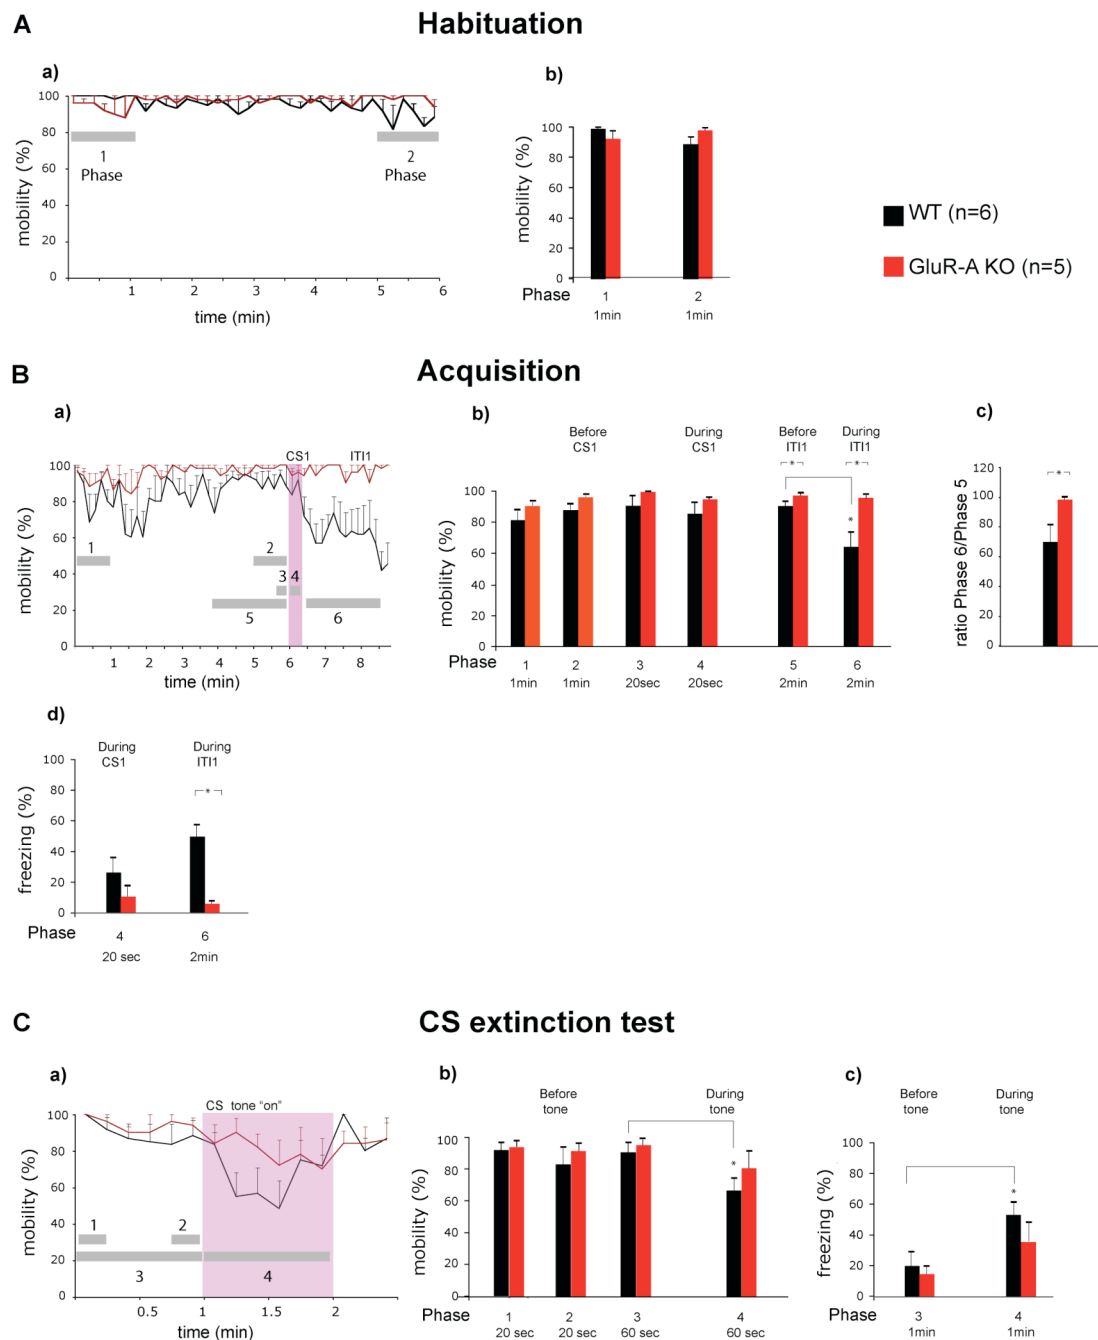 A
Habituation
a)
mobility (%)
100
80
60
40
20
0
1
Phase
2
Phase
1 2 3 4 5 6
time (min)
b)
mobility (%)
100
80
60
40
20
0
Phase 1 2
1min 1min
WT (n=6)
GluR-A KO (n=5)
B
Acquisition
a)
CS1 ITI1
mobility (%)
100
80
60
40
20
0
1
2
3 4
5 6
1 2 3 4 5 6 7 8
time (min)
b)
Before
CS1
During
CS1
Before
ITI1
During
ITI1
* *
*
mobility (%)
100
80
60
40
20
0
Phase
1 2 3 4 5 6
1min 1min 20sec 20sec 2min 2min
c)
*
ratio Phase 6/Phase 5
120
100
80
60
40
20
0
d)
During
CS1
During
ITI1
*
freezing (%)
100
80
60
40
20
0
Phase
4 6
20 sec 2min
C
CS extinction test
a)
CS tone "on"
mobility (%)
100
80
60
40
20
0
1 2
3 4
0.5 1 1.5 2
time (min)
b)
Before
tone
During
tone
*
mobility (%)
100
80
60
40
20
0
Phase 1 2 3 4
20 sec 20 sec 60 sec 60 sec
c)
Before
tone
During
tone
*
freezing (%)
100
80
60
40
20
0
Phase 3 4
1min 1min